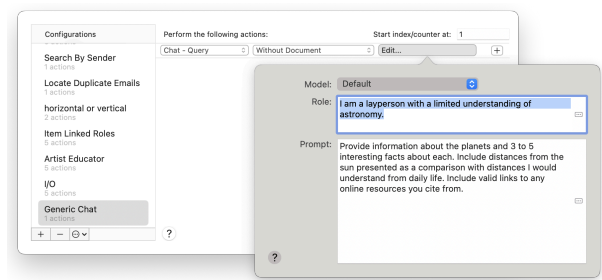 Configurations
Perform the following actions:
Start index/counter at: 1
Chat - Query
Without Document
Edit...
+
Search By Sender
1 actions
Locate Duplicate Emails
1 actions
horizontal or vertical
2 actions
Item Linked Roles
5 actions
Artist Educator
5 actions
I/O
5 actions
Generic Chat
1 actions
+ −
?
Model: Default
Role: I am a layperson with a limited understanding of
astronomy.
Prompt: Provide information about the planets and 3 to 5
interesting facts about each. Include distances from the
sun presented as a comparison with distances I would
understand from daily life. Include valid links to any
online resources you cite from.
?